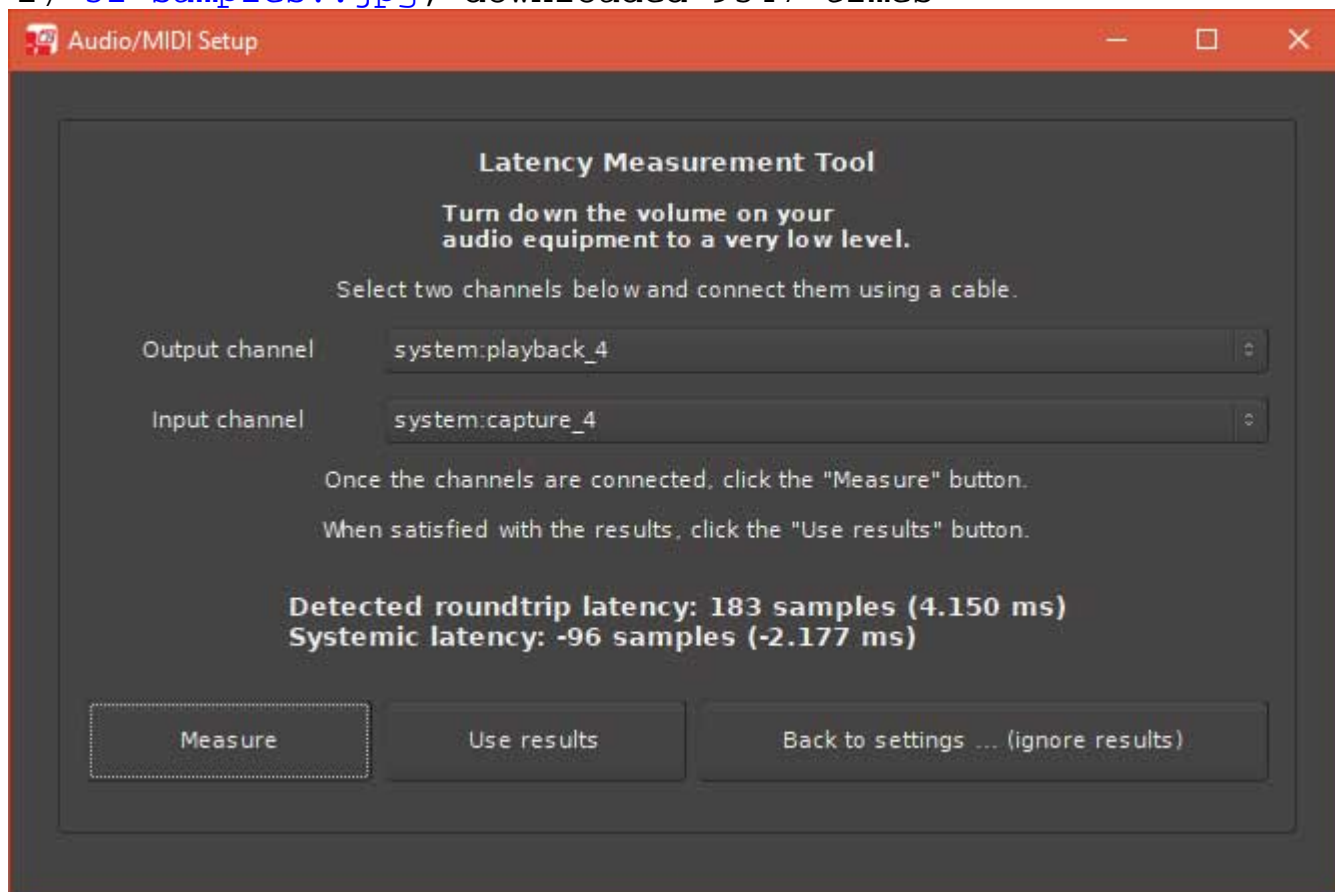 Audio/MIDI Setup
Latency Measurement Tool
Turn down the volume on your
audio equipment to a very low level.
Select two channels below and connect them using a cable.
Output channel system:playback_4
Input channel system:capture_4
Once the channels are connected, click the "Measure" button.
When satisfied with the results, click the "Use results" button.
Detected roundtrip latency: 183 samples (4.150 ms)
Systemic latency: -96 samples (-2.177 ms)
Measure Use results Back to settings ... (ignore results)